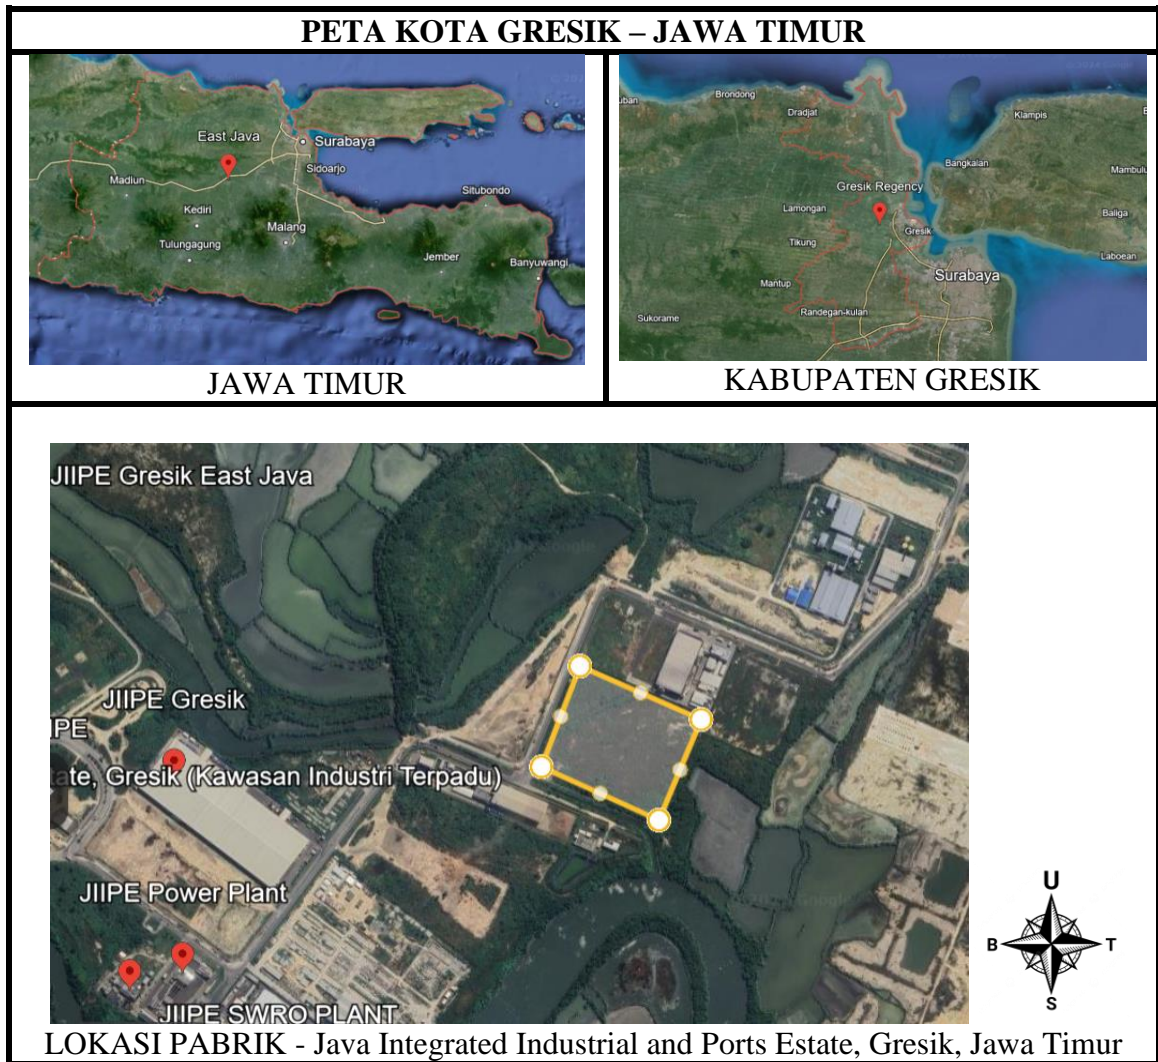 PETA KOTA GRESIK – JAWA TIMUR
East Java
Surabaya
Sidoarjo
Madiun
Situbondo
Kediri
Malang
Tulungagung
Jember
Banyuwangi
JAWA TIMUR
Brondong
uban
Dradjat
Klampis
Bangkalan
Mambulu
Gresik Regency
Lamongan
Baliga
Gresik
Tikung
Laboean
Surabaya
Mantup
Randegan-kulan
Sukorame
KABUPATEN GRESIK
JIIPE Gresik East Java
JIIPE Gresik
IPE
ate, Gresik (Kawasan Industri Terpadu)
JIIPE Power Plant
JIIPE SWRO PLANT
U
B
T
S
LOKASI PABRIK - Java Integrated Industrial and Ports Estate, Gresik, Jawa Timur